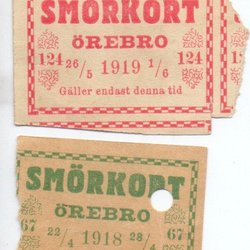 SMÖRKORT
ÖREBRO
124 26/5 1919 1/6 124
Gäller endast denna tid
SMÖRKORT
ÖREBRO
67 22/4 1918 28/4 67